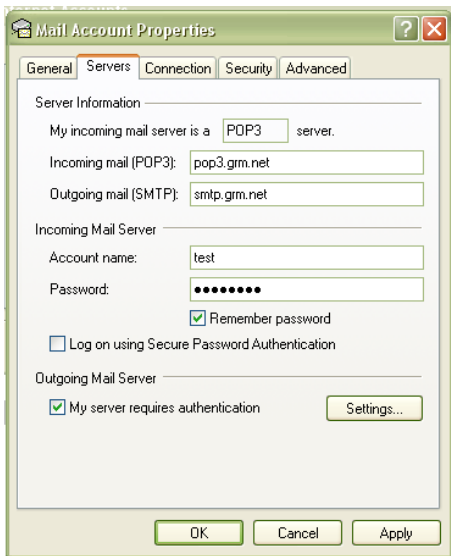 Mail Account Properties
General Servers Connection Security Advanced
Server Information
My incoming mail server is a POP3 server.
Incoming mail (POP3): pop3.grm.net
Outgoing mail (SMTP): smtp.grm.net
Incoming Mail Server
Account name: test
Password: ●●●●●●●●
Remember password
Log on using Secure Password Authentication
Outgoing Mail Server
My server requires authentication Settings...
OK Cancel Apply